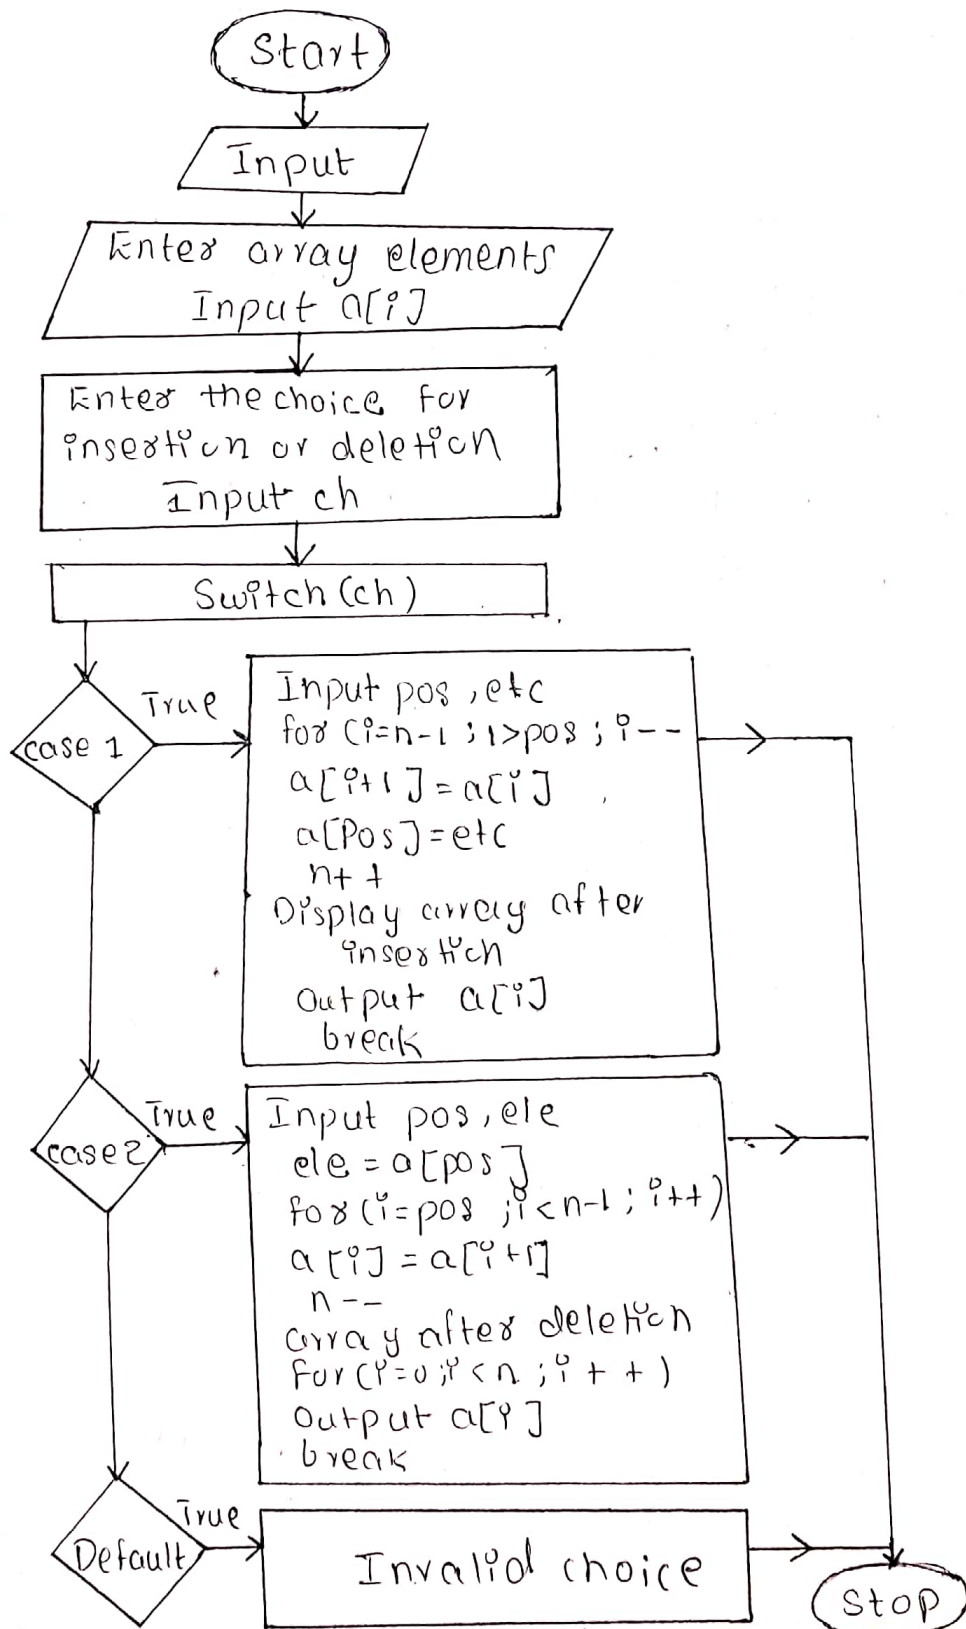 Start
Input
Enter array elements
Input a[i]
Enter the choice for
insertion or deletion
Input ch
Switch (ch)
case 1
True
Input pos, etc
for (i=n-1 ; 1>pos ; i--
a[i+1] = a[i]
a[Pos] = etc
n++
Display array after
insertion
Output a[i]
break
case 2
True
Input pos, ele
ele = a[pos]
for (i=pos ; i<n-1 ; i++)
a[i] = a[i+1]
n--
array after deletion
for (i=0 ; i<n ; i++)
Output a[i]
break
Default
True
Invalid choice
Stop